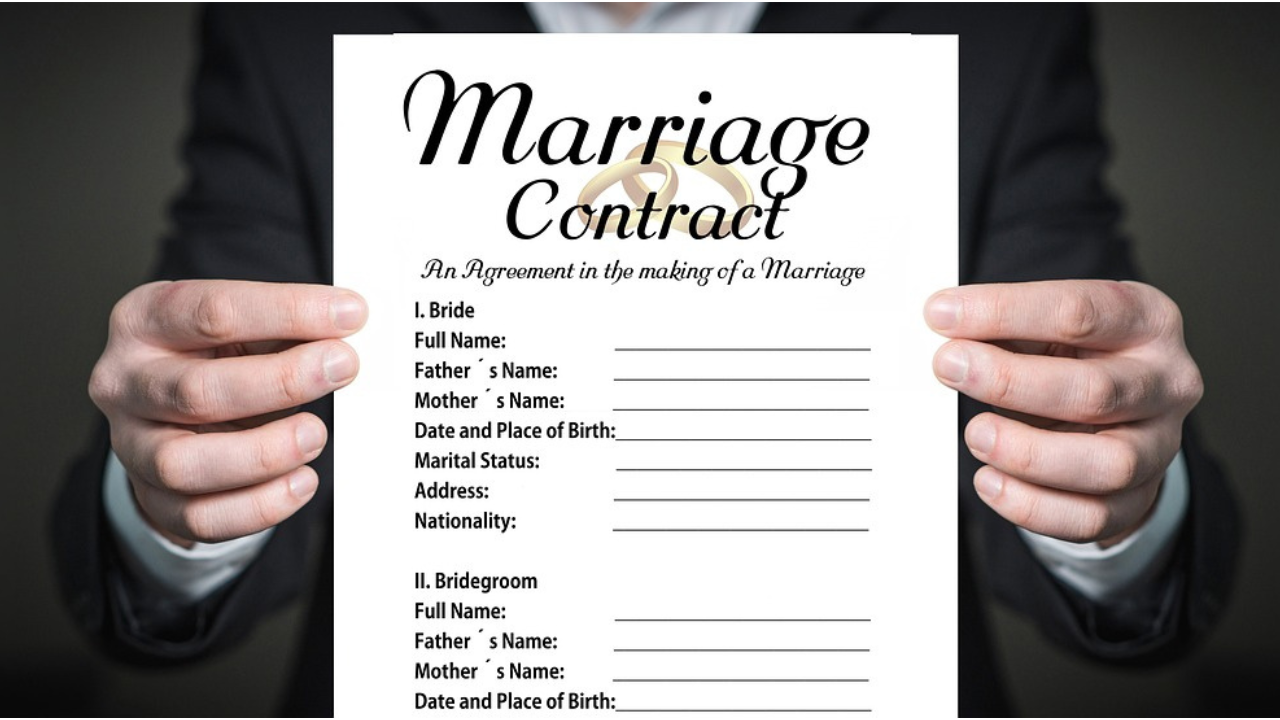 Marriage
Contract
An Agreement in the making of a Marriage
I. Bride
Full Name:
Father ´ s Name:
Mother ´ s Name:
Date and Place of Birth:
Marital Status:
Address:
Nationality:
II. Bridegroom
Full Name:
Father ´ s Name:
Mother ´ s Name:
Date and Place of Birth: